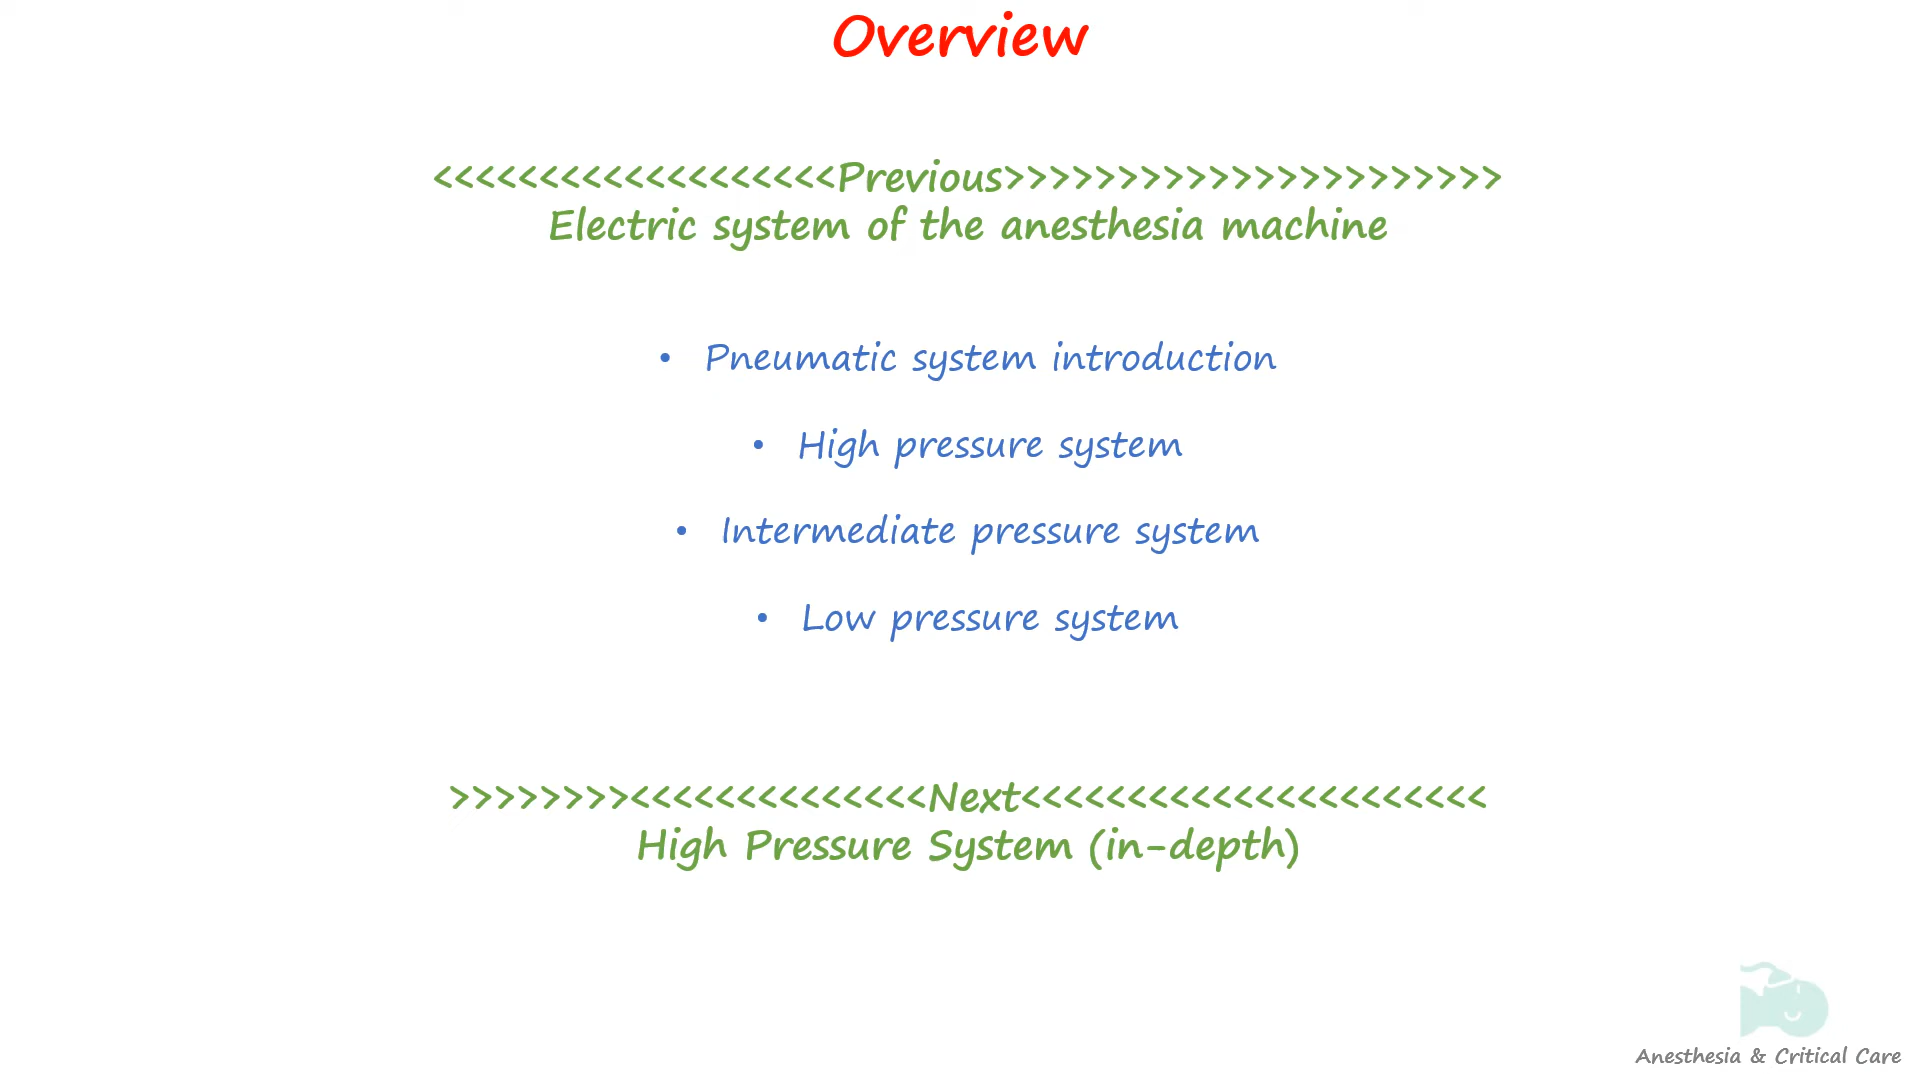 Overview
<<<<<<<<<<<<<<<<<<<Previous>>>>>>>>>>>>>>>>>>>>>>
Electric system of the anesthesia machine
• Pneumatic system introduction
• High pressure system
• Intermediate pressure system
• Low pressure system
>>>>>>>><<<<<<<<<<<<<<Next<<<<<<<<<<<<<<<<<<<<<<
High Pressure System (in-depth)
Anesthesia & Critical Care